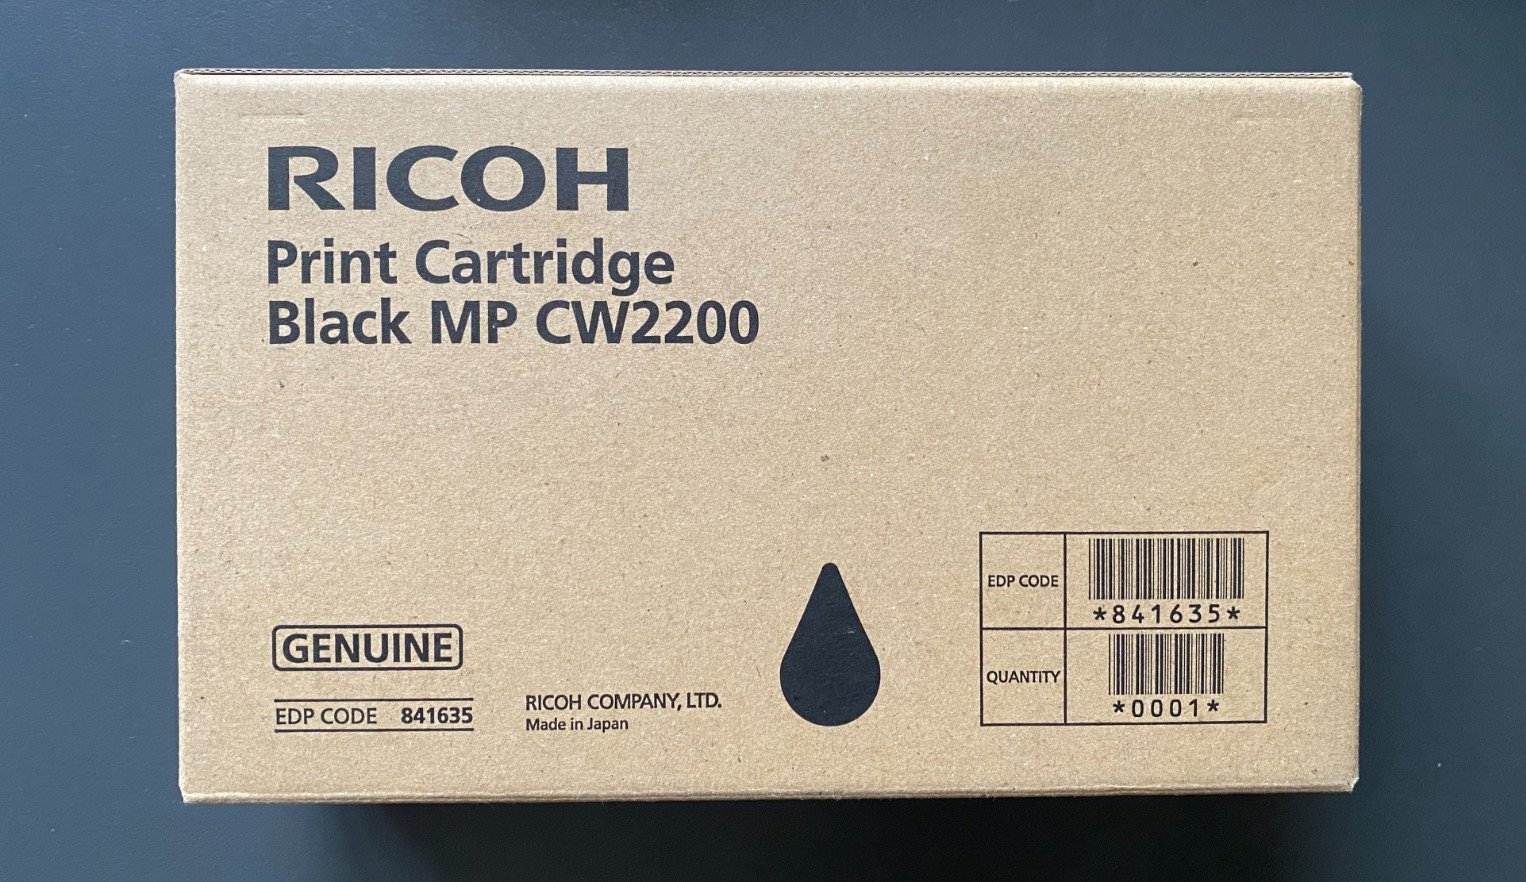 RICOH
Print Cartridge
Black MP CW2200
GENUINE
EDP CODE 841635
RICOH COMPANY, LTD.
Made in Japan
EDP CODE
*841635*
QUANTITY
*0001*